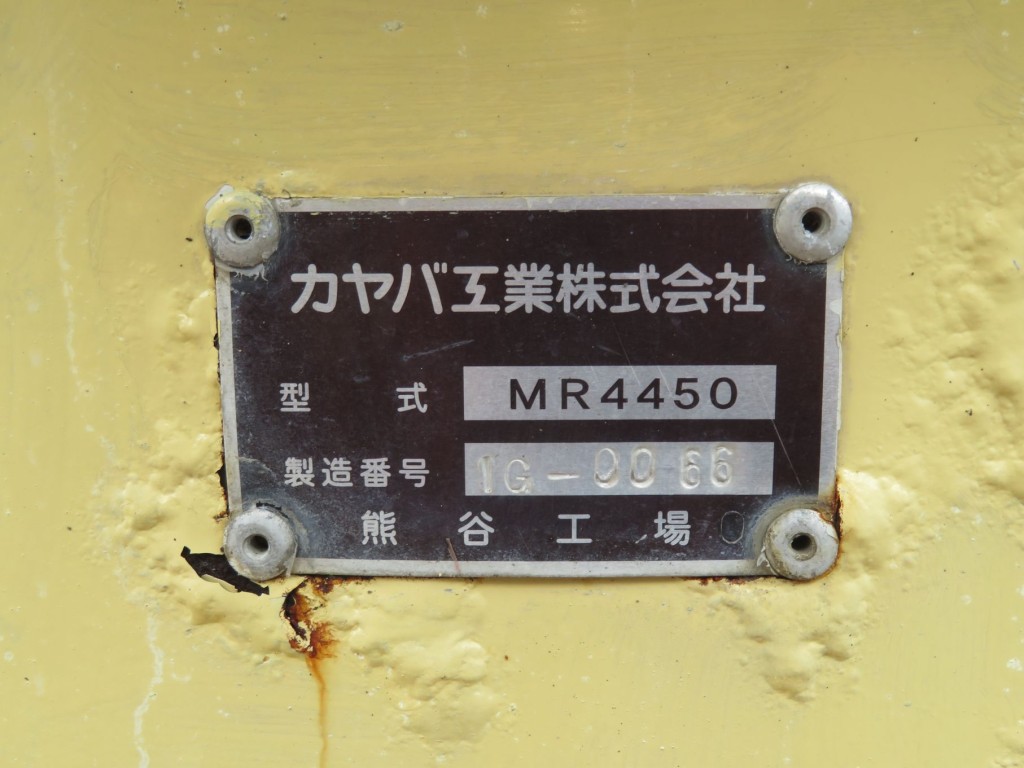 カヤバ工業株式会社
型式 MR4450
製造番号 1G-0066
熊谷工場